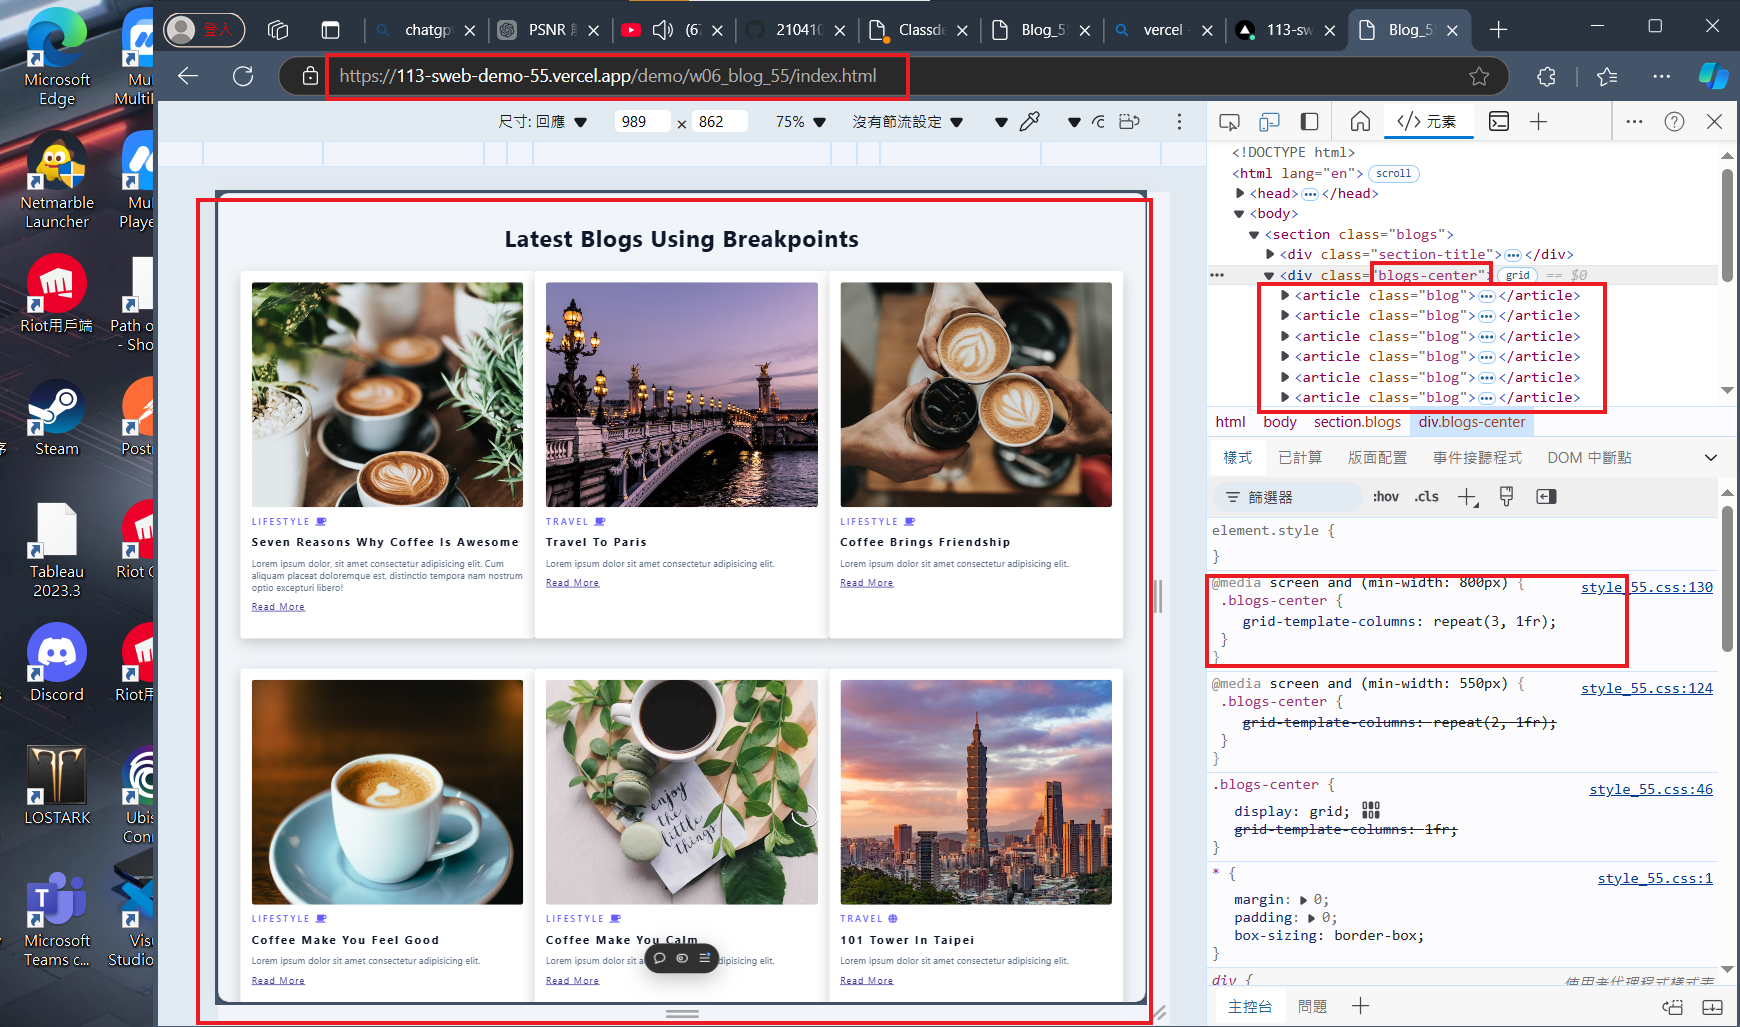 登入
chatgp
PSNR
(6
21041(
Classde
Blog_5
vercel
113-sw
Blog_5
https://113-sweb-demo-55.vercel.app/demo/w06_blog_55/index.html
Microsoft Edge
Mu
Multil
Netmarble Launcher
Mu
Playe
Riot用戶端
Path o
- Sho
Steam
Post
Tableau 2023.3
Riot
Discord
Riot用
LOSTARK
Ubis
Con
Microsoft Teams c...
Visu
Studio
尺寸: 回應
989 × 862
75%
沒有節流設定
Latest Blogs Using Breakpoints
LIFESTYLE
Seven Reasons Why Coffee Is Awesome
Lorem ipsum dolor, sit amet consectetur adipisicing elit. Cum
aliquam placeat doloremque est, distinctio tempora nam nostrum
optio excepturi libero!
Read More
TRAVEL
Travel To Paris
Lorem ipsum dolor sit amet consectetur adipisicing elit.
Read More
LIFESTYLE
Coffee Brings Friendship
Lorem ipsum dolor sit amet consectetur adipisicing elit.
Read More
enjoy
the
little
things
LIFESTYLE
Coffee Make You Feel Good
Lorem ipsum dolor sit amet consectetur adipisicing elit.
Read More
LIFESTYLE
Coffee Make You Calm
Lorem ipsum dolor sit a dipisicing elit.
Read More
TRAVEL
101 Tower In Taipei
Lorem ipsum dolor sit amet consectetur adipisicing elit.
Read More
元素
<!DOCTYPE html>
<html lang="en"> scroll
<head> ••• </head>
<body>
<section class="blogs">
<div class="section-title"> ••• </div>
<div class="blogs-center"> grid == $0
<article class="blog"> ••• </article>
<article class="blog"> ••• </article>
<article class="blog"> ••• </article>
<article class="blog"> ••• </article>
<article class="blog"> ••• </article>
<article class="blog"> ••• </article>
html body section.blogs div.blogs-center
樣式 已計算 版面配置 事件接聽程式 DOM 中斷點
篩選器 :hov .cls
element.style {
}
@media screen and (min-width: 800px) {
style_55.css:130
.blogs-center {
grid-template-columns: repeat(3, 1fr);
}
}
@media screen and (min-width: 550px) {
style_55.css:124
.blogs-center {
grid-template-columns: repeat(2, 1fr);
}
}
.blogs-center {
style_55.css:46
display: grid;
grid-template-columns: 1fr;
}
* {
style_55.css:1
margin: 0;
padding: 0;
box-sizing: border-box;
}
div {
使用者代理程式樣式表
主控台 問題